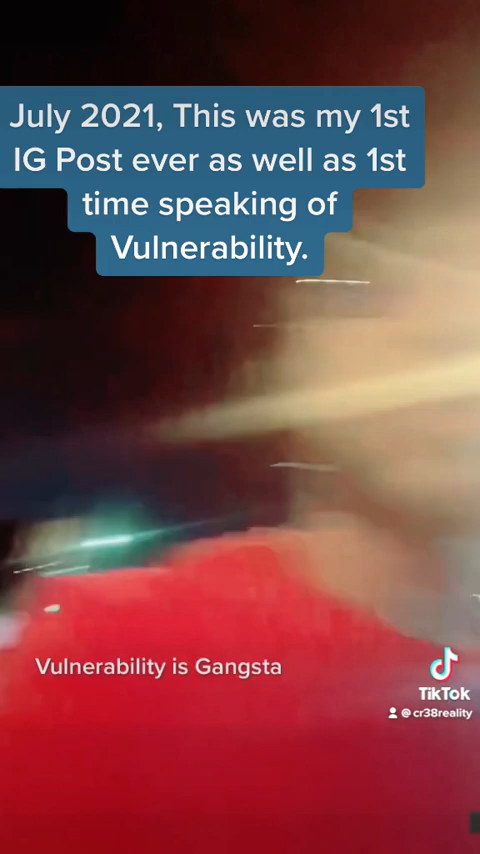 July 2021, This was my 1st
IG Post ever as well as 1st
time speaking of
Vulnerability.
Vulnerability is Gangsta
TikTok
@cr38reality